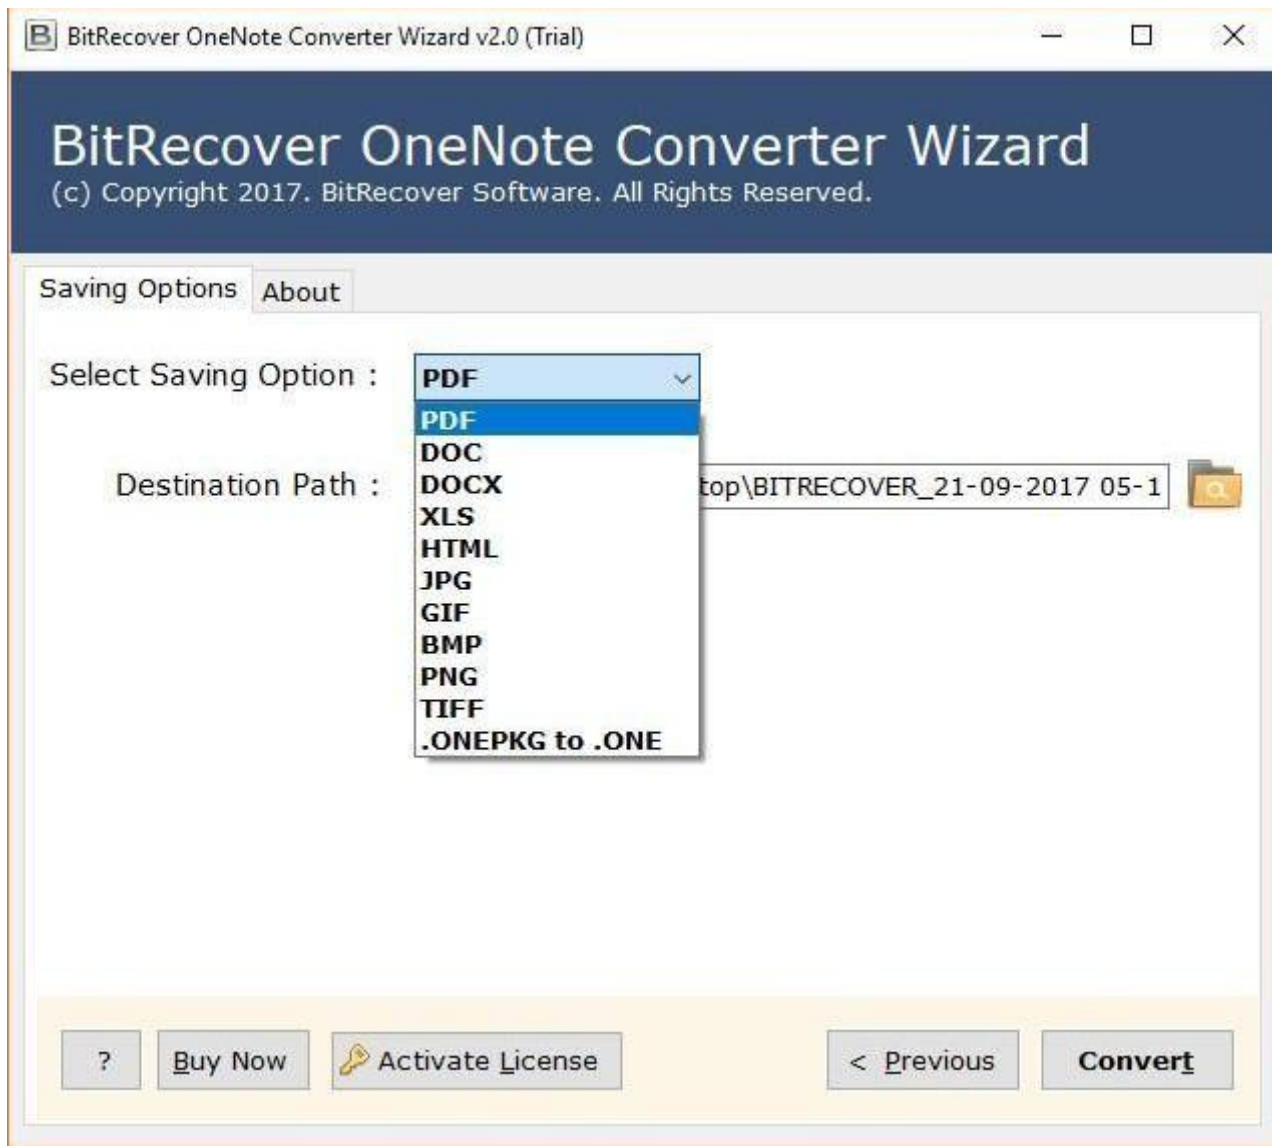 BitRecover OneNote Converter Wizard v2.0 (Trial)
BitRecover OneNote Converter Wizard
(c) Copyright 2017. BitRecover Software. All Rights Reserved.
Saving Options About
Select Saving Option : PDF
PDF
DOC
Destination Path : DOCX top\BITRECOVER_21-09-2017 05-1
XLS
HTML
JPG
GIF
BMP
PNG
TIFF
.ONEPKG to .ONE
? Buy Now Activate License < Previous Convert